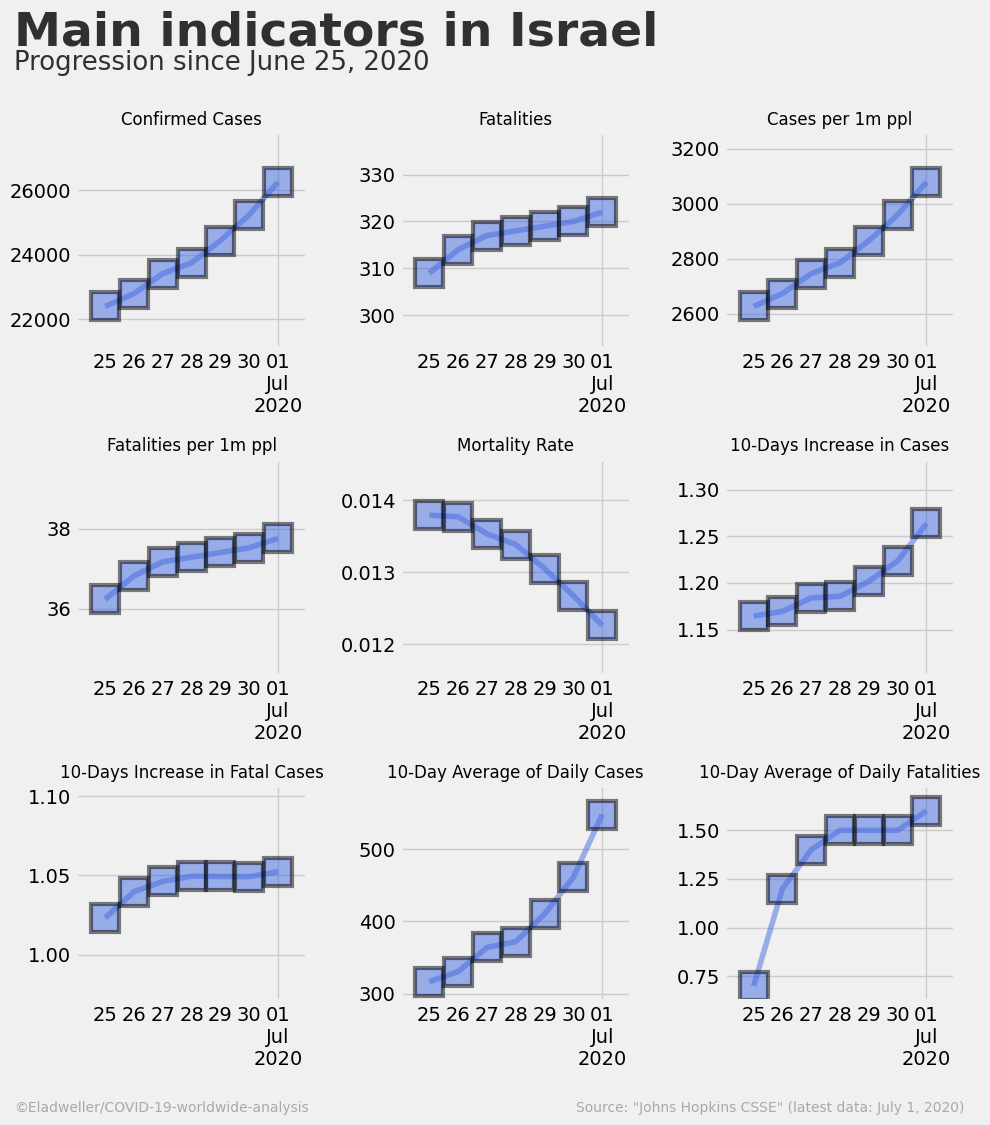 Main indicators in Israel
Progression since June 25, 2020
Confirmed Cases
26000
24000
22000
25 26 27 28 29 30 01
Jul
2020
Fatalities
330
320
310
300
25 26 27 28 29 30 01
Jul
2020
Cases per 1m ppl
3200
3000
2800
2600
25 26 27 28 29 30 01
Jul
2020
Fatalities per 1m ppl
38
36
25 26 27 28 29 30 01
Jul
2020
Mortality Rate
0.014
0.013
0.012
25 26 27 28 29 30 01
Jul
2020
10-Days Increase in Cases
1.30
1.25
1.20
1.15
25 26 27 28 29 30 01
Jul
2020
10-Days Increase in Fatal Cases
1.10
1.05
1.00
25 26 27 28 29 30 01
Jul
2020
10-Day Average of Daily Cases
500
400
300
25 26 27 28 29 30 01
Jul
2020
10-Day Average of Daily Fatalities
1.50
1.25
1.00
0.75
25 26 27 28 29 30 01
Jul
2020
©Eladweller/COVID-19-worldwide-analysis
Source: "Johns Hopkins CSSE" (latest data: July 1, 2020)